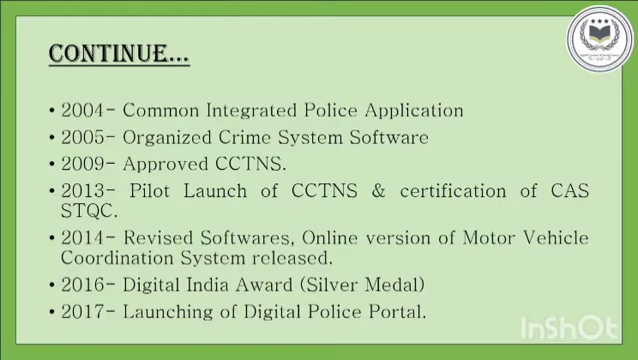 CONTINUE...
• 2004- Common Integrated Police Application
• 2005- Organized Crime System Software
• 2009- Approved CCTNS.
• 2013- Pilot Launch of CCTNS & certification of CAS
STQC.
• 2014- Revised Softwares, Online version of Motor Vehicle
Coordination System released.
• 2016- Digital India Award (Silver Medal)
• 2017- Launching of Digital Police Portal.
InShOt